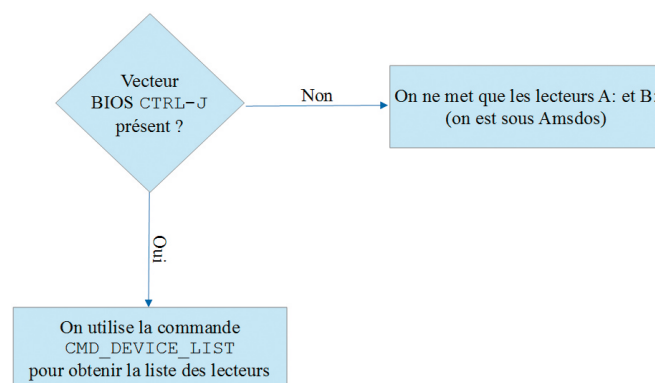 Vecteur
BIOS CTRL-J
présent ?
Non
On ne met que les lecteurs A: et B:
(on est sous Amsdos)
Oui
On utilise la commande
CMD_DEVICE_LIST
pour obtenir la liste des lecteurs